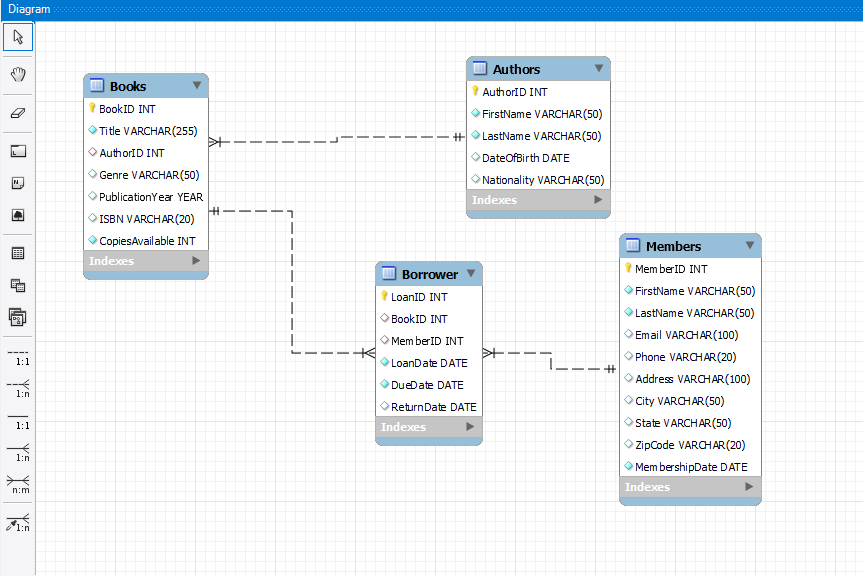 Diagram
Books
BookID INT
Title VARCHAR(255)
AuthorID INT
Genre VARCHAR(50)
PublicationYear YEAR
ISBN VARCHAR(20)
CopiesAvailable INT
Indexes
Authors
AuthorID INT
FirstName VARCHAR(50)
LastName VARCHAR(50)
DateOfBirth DATE
Nationality VARCHAR(50)
Indexes
Borrower
LoanID INT
BookID INT
MemberID INT
LoanDate DATE
DueDate DATE
ReturnDate DATE
Indexes
Members
MemberID INT
FirstName VARCHAR(50)
LastName VARCHAR(50)
Email VARCHAR(100)
Phone VARCHAR(20)
Address VARCHAR(100)
City VARCHAR(50)
State VARCHAR(50)
ZipCode VARCHAR(20)
MembershipDate DATE
Indexes
1:1
1:n
1:1
1:n
n:m
1:n